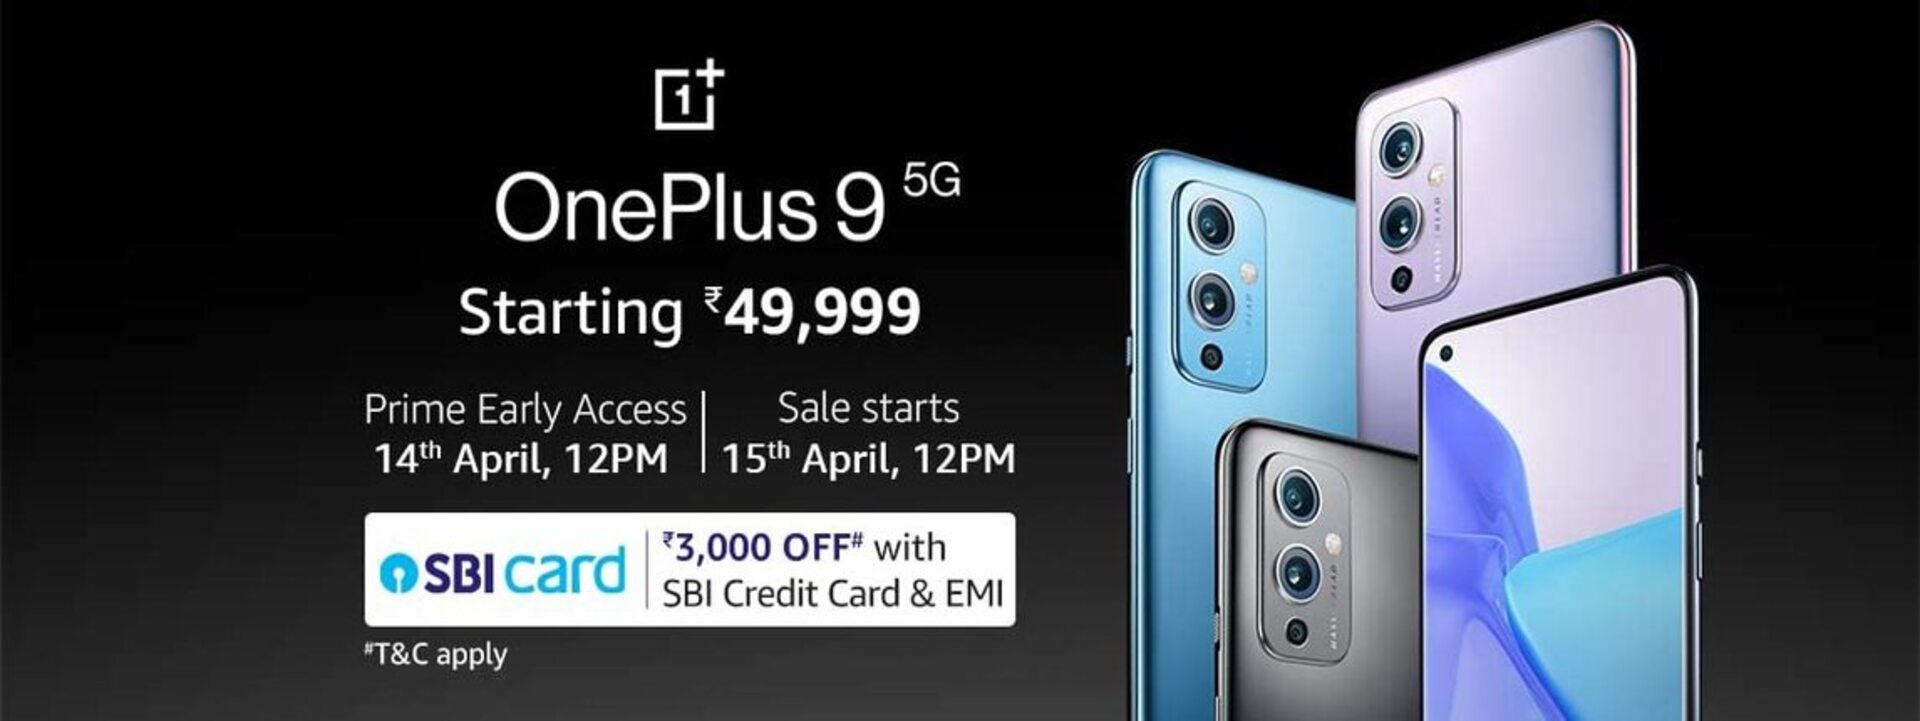 1+
OnePlus 9 5G
Starting ₹49,999
Prime Early Access
14th April, 12PM
Sale starts
15th April, 12PM
SBI card
₹3,000 OFF# with
SBI Credit Card & EMI
#T&C apply